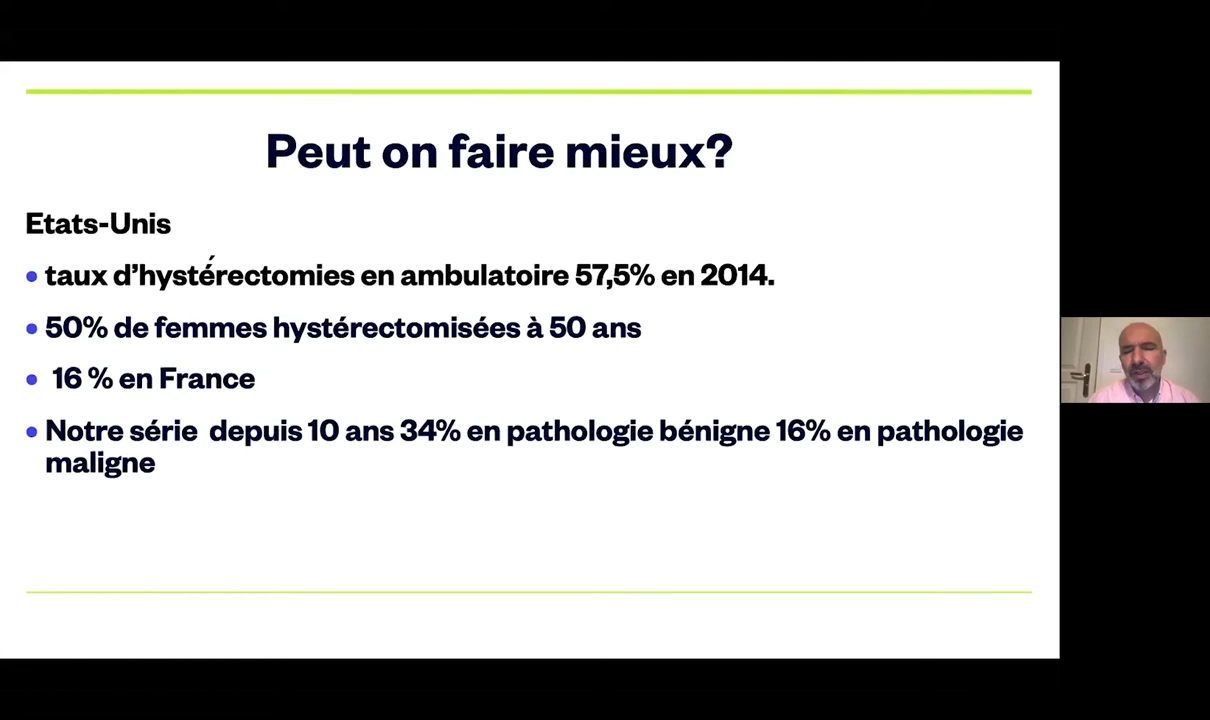 Peut on faire mieux?
Etats-Unis
• taux d’hystérectomies en ambulatoire 57,5% en 2014.
• 50% de femmes hystérectomisées à 50 ans
• 16 % en France
• Notre série depuis 10 ans 34% en pathologie bénigne 16% en pathologie
maligne